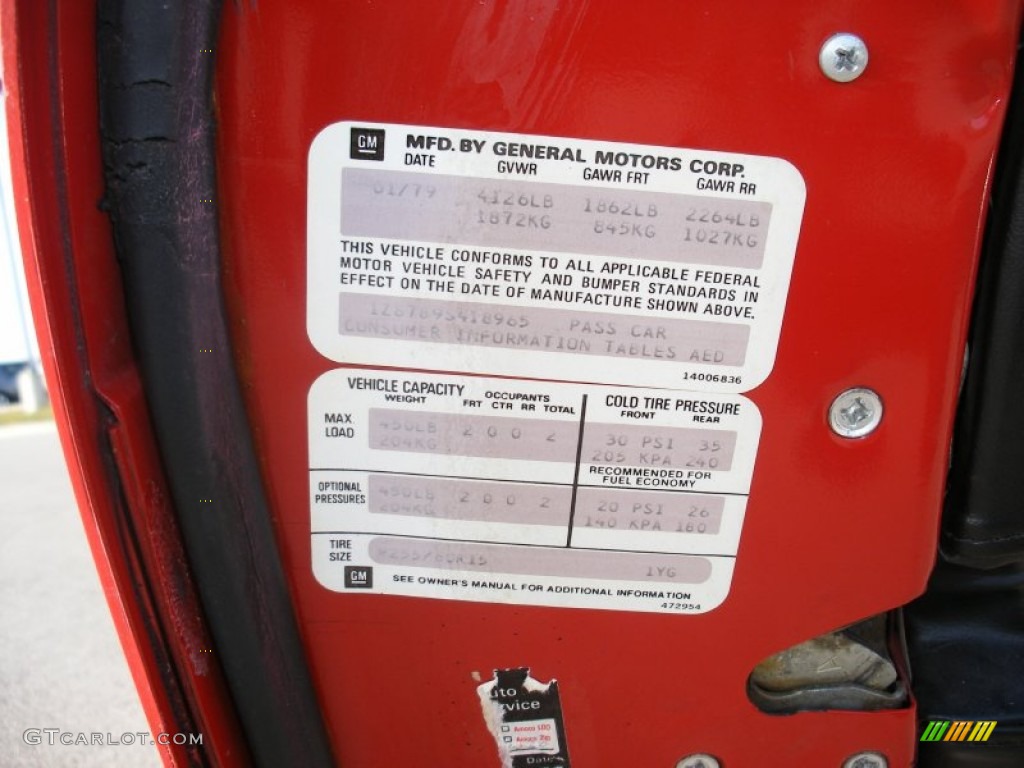 GM MFD. BY GENERAL MOTORS CORP.
DATE GVWR GAWR FRT GAWR RR
01/79 4126LB 1862LB 2264LB
1872KG 845KG 1027KG
THIS VEHICLE CONFORMS TO ALL APPLICABLE FEDERAL
MOTOR VEHICLE SAFETY AND BUMPER STANDARDS IN
EFFECT ON THE DATE OF MANUFACTURE SHOWN ABOVE.
1Z8789S418965 PASS CAR
CONSUMER INFORMATION TABLES AED
14006836
VEHICLE CAPACITY
WEIGHT
OCCUPANTS
FRT CTR RR TOTAL
COLD TIRE PRESSURE
FRONT REAR
MAX. LOAD
450LB 2 0 0 2
204KG
30 PSI 35
205 KPA 240
RECOMMENDED FOR
FUEL ECONOMY
OPTIONAL
PRESSURES
450LB 2 0 0 2
204KG
20 PSI 26
140 KPA 180
TIRE
SIZE
1YG
GM SEE OWNER'S MANUAL FOR ADDITIONAL INFORMATION
472954
uto
rvice
Date
GTCARLOT.COM